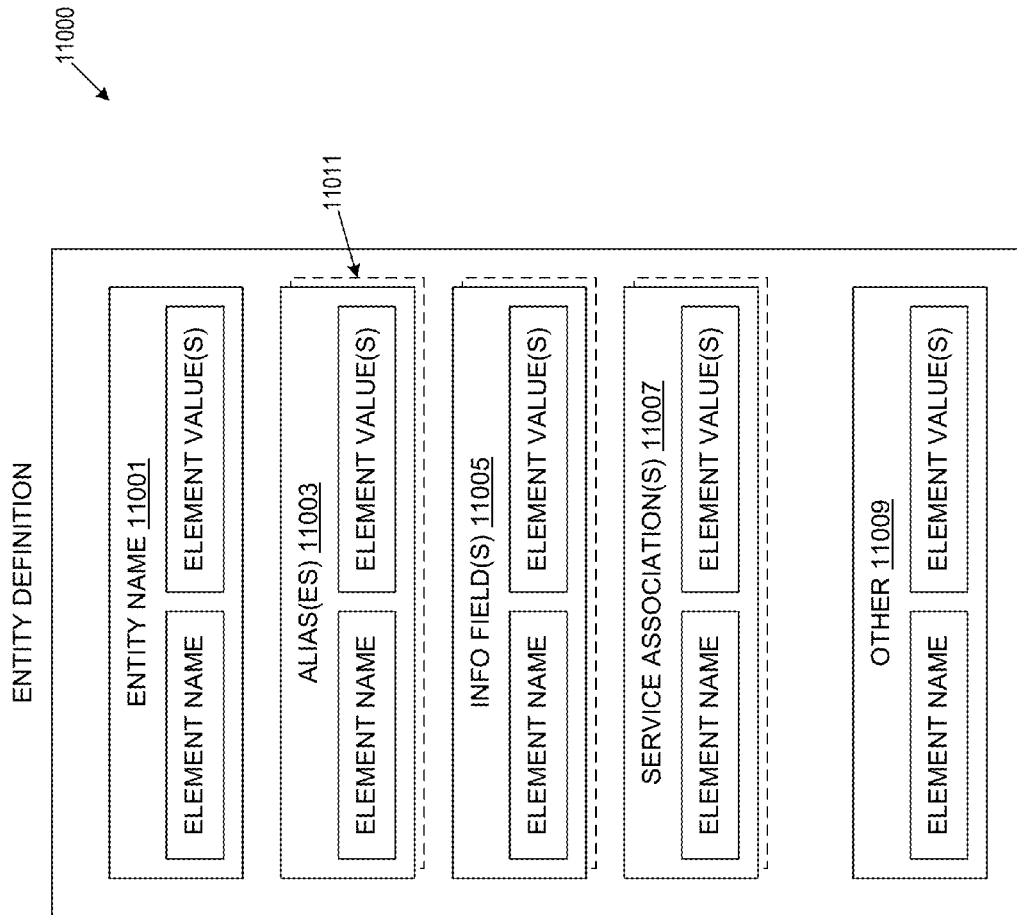 ENTITY DEFINITION
11000
ENTITY NAME 11001
ELEMENT NAME ELEMENT VALUE(S)
11011
ALIAS(ES) 11003
ELEMENT NAME ELEMENT VALUE(S)
INFO FIELD(S) 11005
ELEMENT NAME ELEMENT VALUE(S)
SERVICE ASSOCIATION(S) 11007
ELEMENT NAME ELEMENT VALUE(S)
OTHER 11009
ELEMENT NAME ELEMENT VALUE(S)